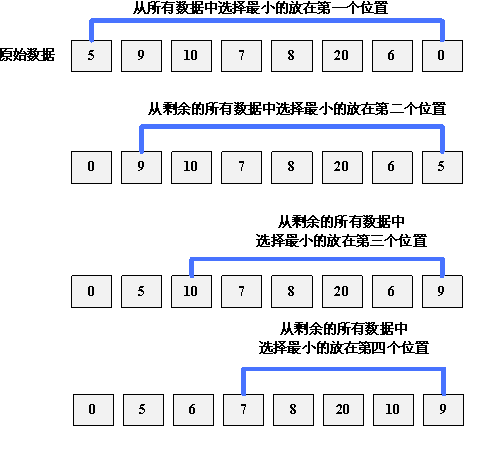 从所有数据中选择最小的放在第一个位置
原始数据 5 9 10 7 8 20 6 0
从剩余的所有数据中选择最小的放在第二个位置
0 9 10 7 8 20 6 5
从剩余的所有数据中
选择最小的放在第三个位置
0 5 10 7 8 20 6 9
从剩余的所有数据中
选择最小的放在第四个位置
0 5 6 7 8 20 10 9